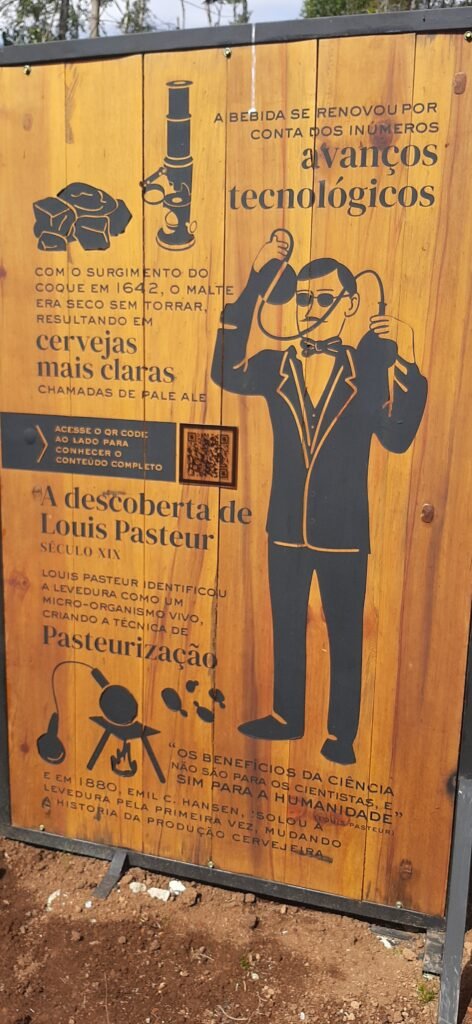 A BEBIDA SE RENOVOU POR
CONTA DOS INÚMEROS
avanços
tecnológicos
COM O SURGIMENTO DO
COQUE EM 1642, O MALTE
ERA SECO SEM TORRAR,
RESULTANDO EM
cervejas
mais claras
CHAMADAS DE PALE ALE
ACESSE O QR CODE
AO LADO PARA
CONHECER O
CONTEÚDO COMPLETO
A descoberta de
Louis Pasteur
SÉCULO XIX
LOUIS PASTEUR IDENTIFICOU
A LEVEDURA COMO UM
MICRO-ORGANISMO VIVO,
CRIANDO A TÉCNICA DE
Pasteurização
"OS BENEFÍCIOS DA CIÊNCIA
NÃO SÃO PARA OS CIENTISTAS, E
SIM PARA A HUMANIDADE"
(LOUIS PASTEUR)
E EM 1880, EMIL C. HANSEN, ISOLOU A
LEVEDURA PELA PRIMEIRA VEZ, MUDANDO
A HISTÓRIA DA PRODUÇÃO CERVEJEIRA